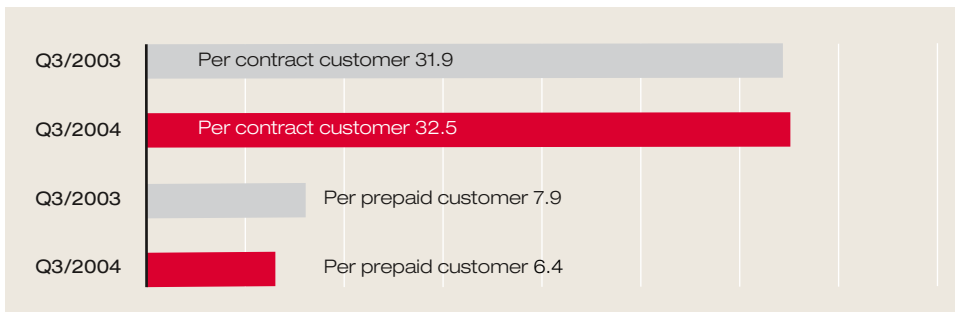 Q3/2003 Per contract customer 31.9
Q3/2004 Per contract customer 32.5
Q3/2003 Per prepaid customer 7.9
Q3/2004 Per prepaid customer 6.4